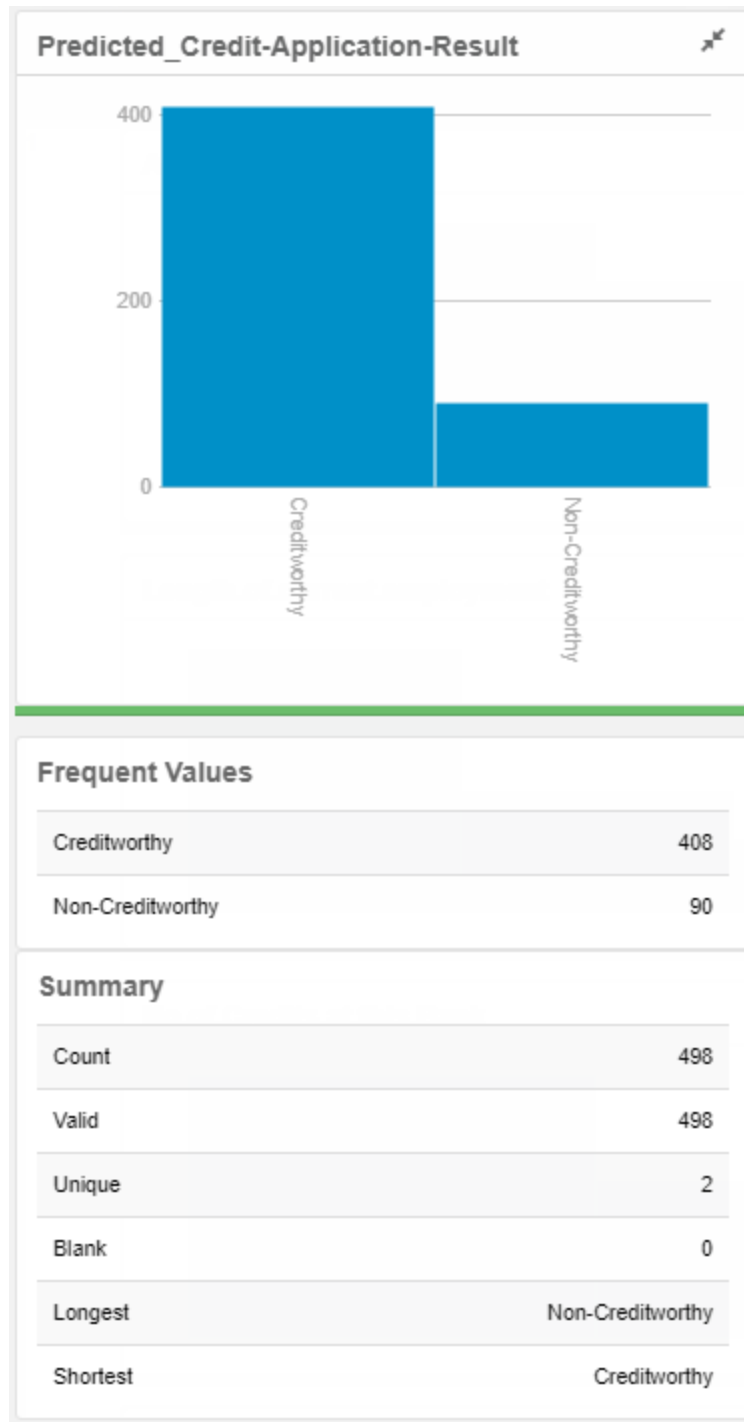 Predicted_Credit-Application-Result
400
200
0
Creditworthy
Non-Creditworthy
Frequent Values
Creditworthy 408
Non-Creditworthy 90
Summary
Count 498
Valid 498
Unique 2
Blank 0
Longest Non-Creditworthy
Shortest Creditworthy